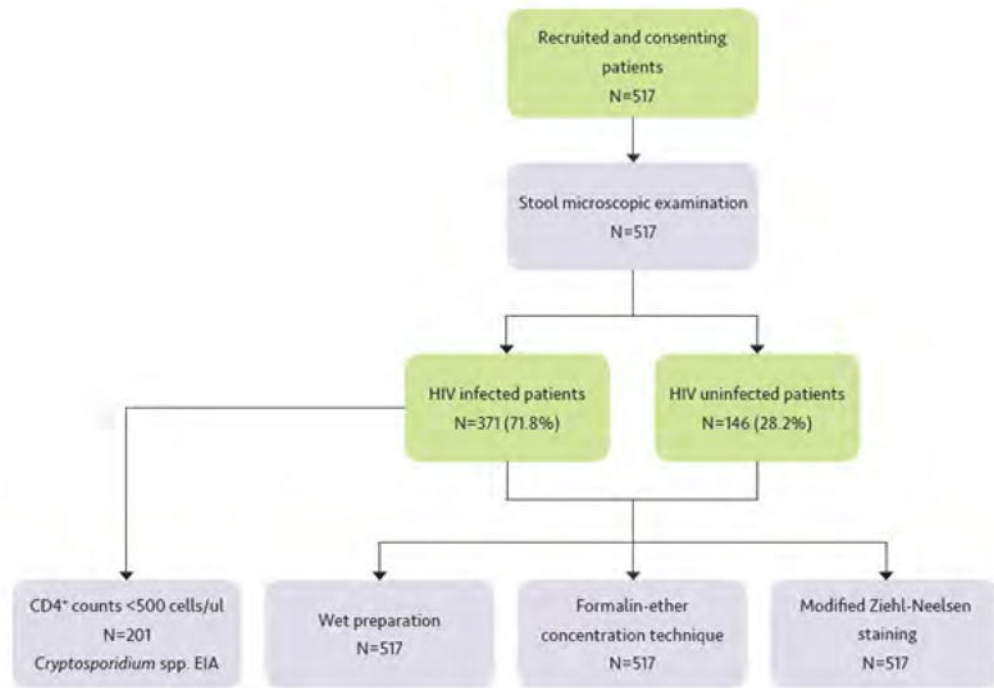 Recruited and consenting
patients
N=517
Stool microscopic examination
N=517
HIV infected patients
N=371 (71.8%)
HIV uninfected patients
N=146 (28.2%)
CD4⁺ counts <500 cells/ul
N=201
Cryptosporidium spp. EIA
Wet preparation
N=517
Formalin-ether
concentration technique
N=517
Modified Ziehl-Neelsen
staining
N=517